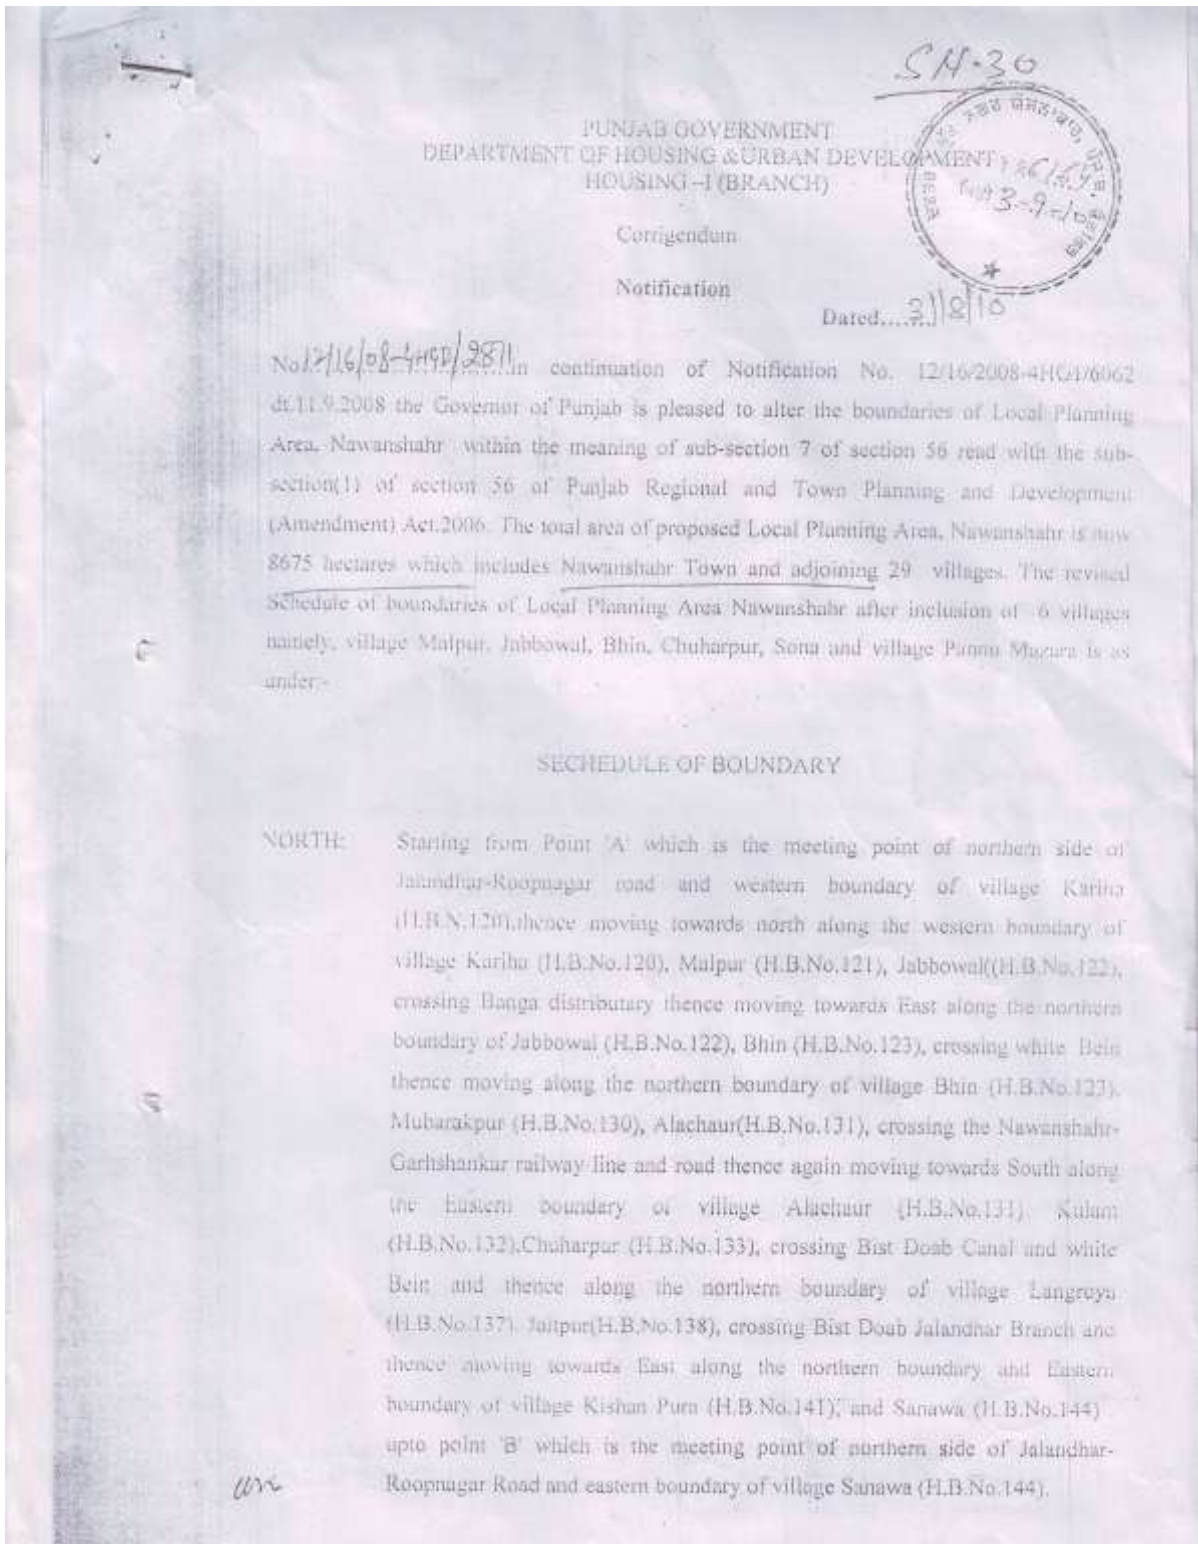 SH-30
PUNJAB GOVERNMENT
DEPARTMENT OF HOUSING &URBAN DEVELOPMENT
HOUSING –I (BRANCH)
Corrigendum
Notification
Dated....... 31/8/10
3-9-10
No.12/16/08-4HG1/2871 in continuation of Notification No. 12/16/2008-4HG1/6062
dt.11.9.2008 the Governor of Punjab is pleased to alter the boundaries of Local Planning
Area, Nawanshahr within the meaning of sub-section 7 of section 56 read with the sub-
section(1) of section 56 of Punjab Regional and Town Planning and Development
(Amendment) Act.2006. The total area of proposed Local Planning Area, Nawanshahr is now
8675 hectares which includes Nawanshahr Town and adjoining 29 villages. The revised
Schedule of boundaries of Local Planning Area Nawanshahr after inclusion of 6 villages
namely, village Malpur, Jabbowal, Bhin, Chuharpur, Sona and village Pannu Mazara is as
under:-
SECHEDULE OF BOUNDARY
NORTH: Starting from Point 'A' which is the meeting point of northern side of
Jalandhar-Roopnagar road and western boundary of village Kariha
(H.B.N.120),thence moving towards north along the western boundary of
village Kariha (H.B.No.120), Malpur (H.B.No.121), Jabbowal((H.B.No.122),
crossing Banga distributary thence moving towards East along the northern
boundary of Jabbowal (H.B.No.122), Bhin (H.B.No.123), crossing white Bein
thence moving along the northern boundary of village Bhin (H.B.No.123),
Mubarakpur (H.B.No.130), Alachaur(H.B.No.131), crossing the Nawanshahr-
Garhshankar railway line and road thence again moving towards South along
the Eastern boundary of village Alachaur (H.B.No.131) Kulam
(H.B.No.132),Chuharpur (H.B.No.133), crossing Bist Doab Canal and white
Bein and thence along the northern boundary of village Langroya
(H.B.No.137), Jaitpur(H.B.No.138), crossing Bist Doab Jalandhar Branch and
thence moving towards East along the northern boundary and Eastern
boundary of village Kishan Pura (H.B.No.141), and Sanawa (H.B.No.144)
upto point 'B' which is the meeting point of northern side of Jalandhar-
Roopnagar Road and eastern boundary of village Sanawa (H.B.No.144).